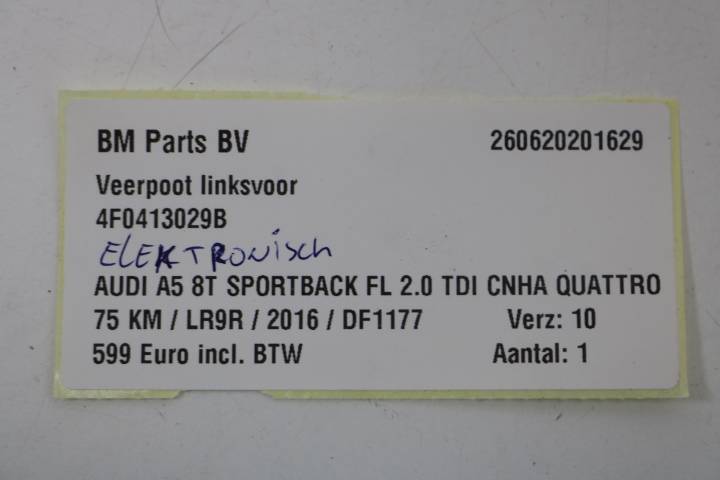 BM Parts BV 260620201629
Veerpoot linksvoor
4F0413029B
ELEKTRONiSCH
AUDI A5 8T SPORTBACK FL 2.0 TDI CNHA QUATTRO
75 KM / LR9R / 2016 / DF1177 Verz: 10
599 Euro incl. BTW Aantal: 1